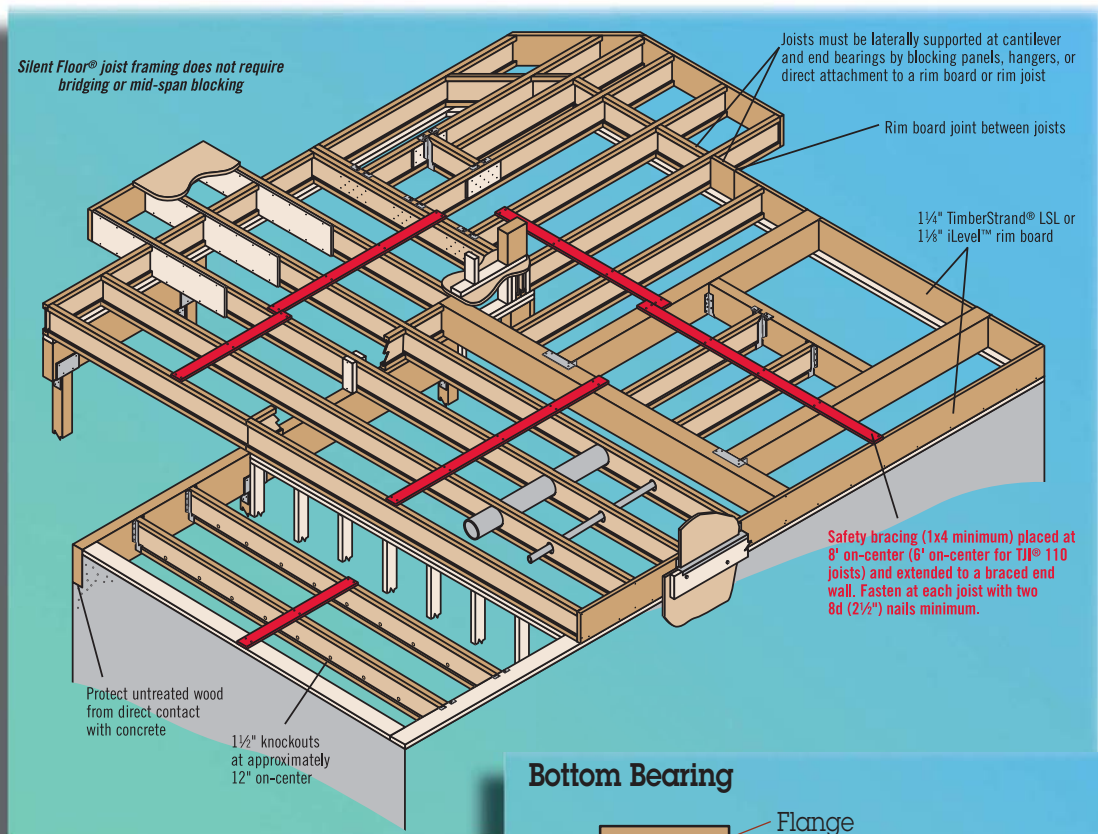 Silent Floor® joist framing does not require
bridging or mid-span blocking
Joists must be laterally supported at cantilever
and end bearings by blocking panels, hangers, or
direct attachment to a rim board or rim joist
Rim board joint between joists
1¼" TimberStrand® LSL or
1⅛" iLevel™ rim board
Safety bracing (1x4 minimum) placed at
8' on-center (6' on-center for TJI® 110
joists) and extended to a braced end
wall. Fasten at each joist with two
8d (2½") nails minimum.
Protect untreated wood
from direct contact
with concrete
1½" knockouts
at approximately
12" on-center
Bottom Bearing
Flange